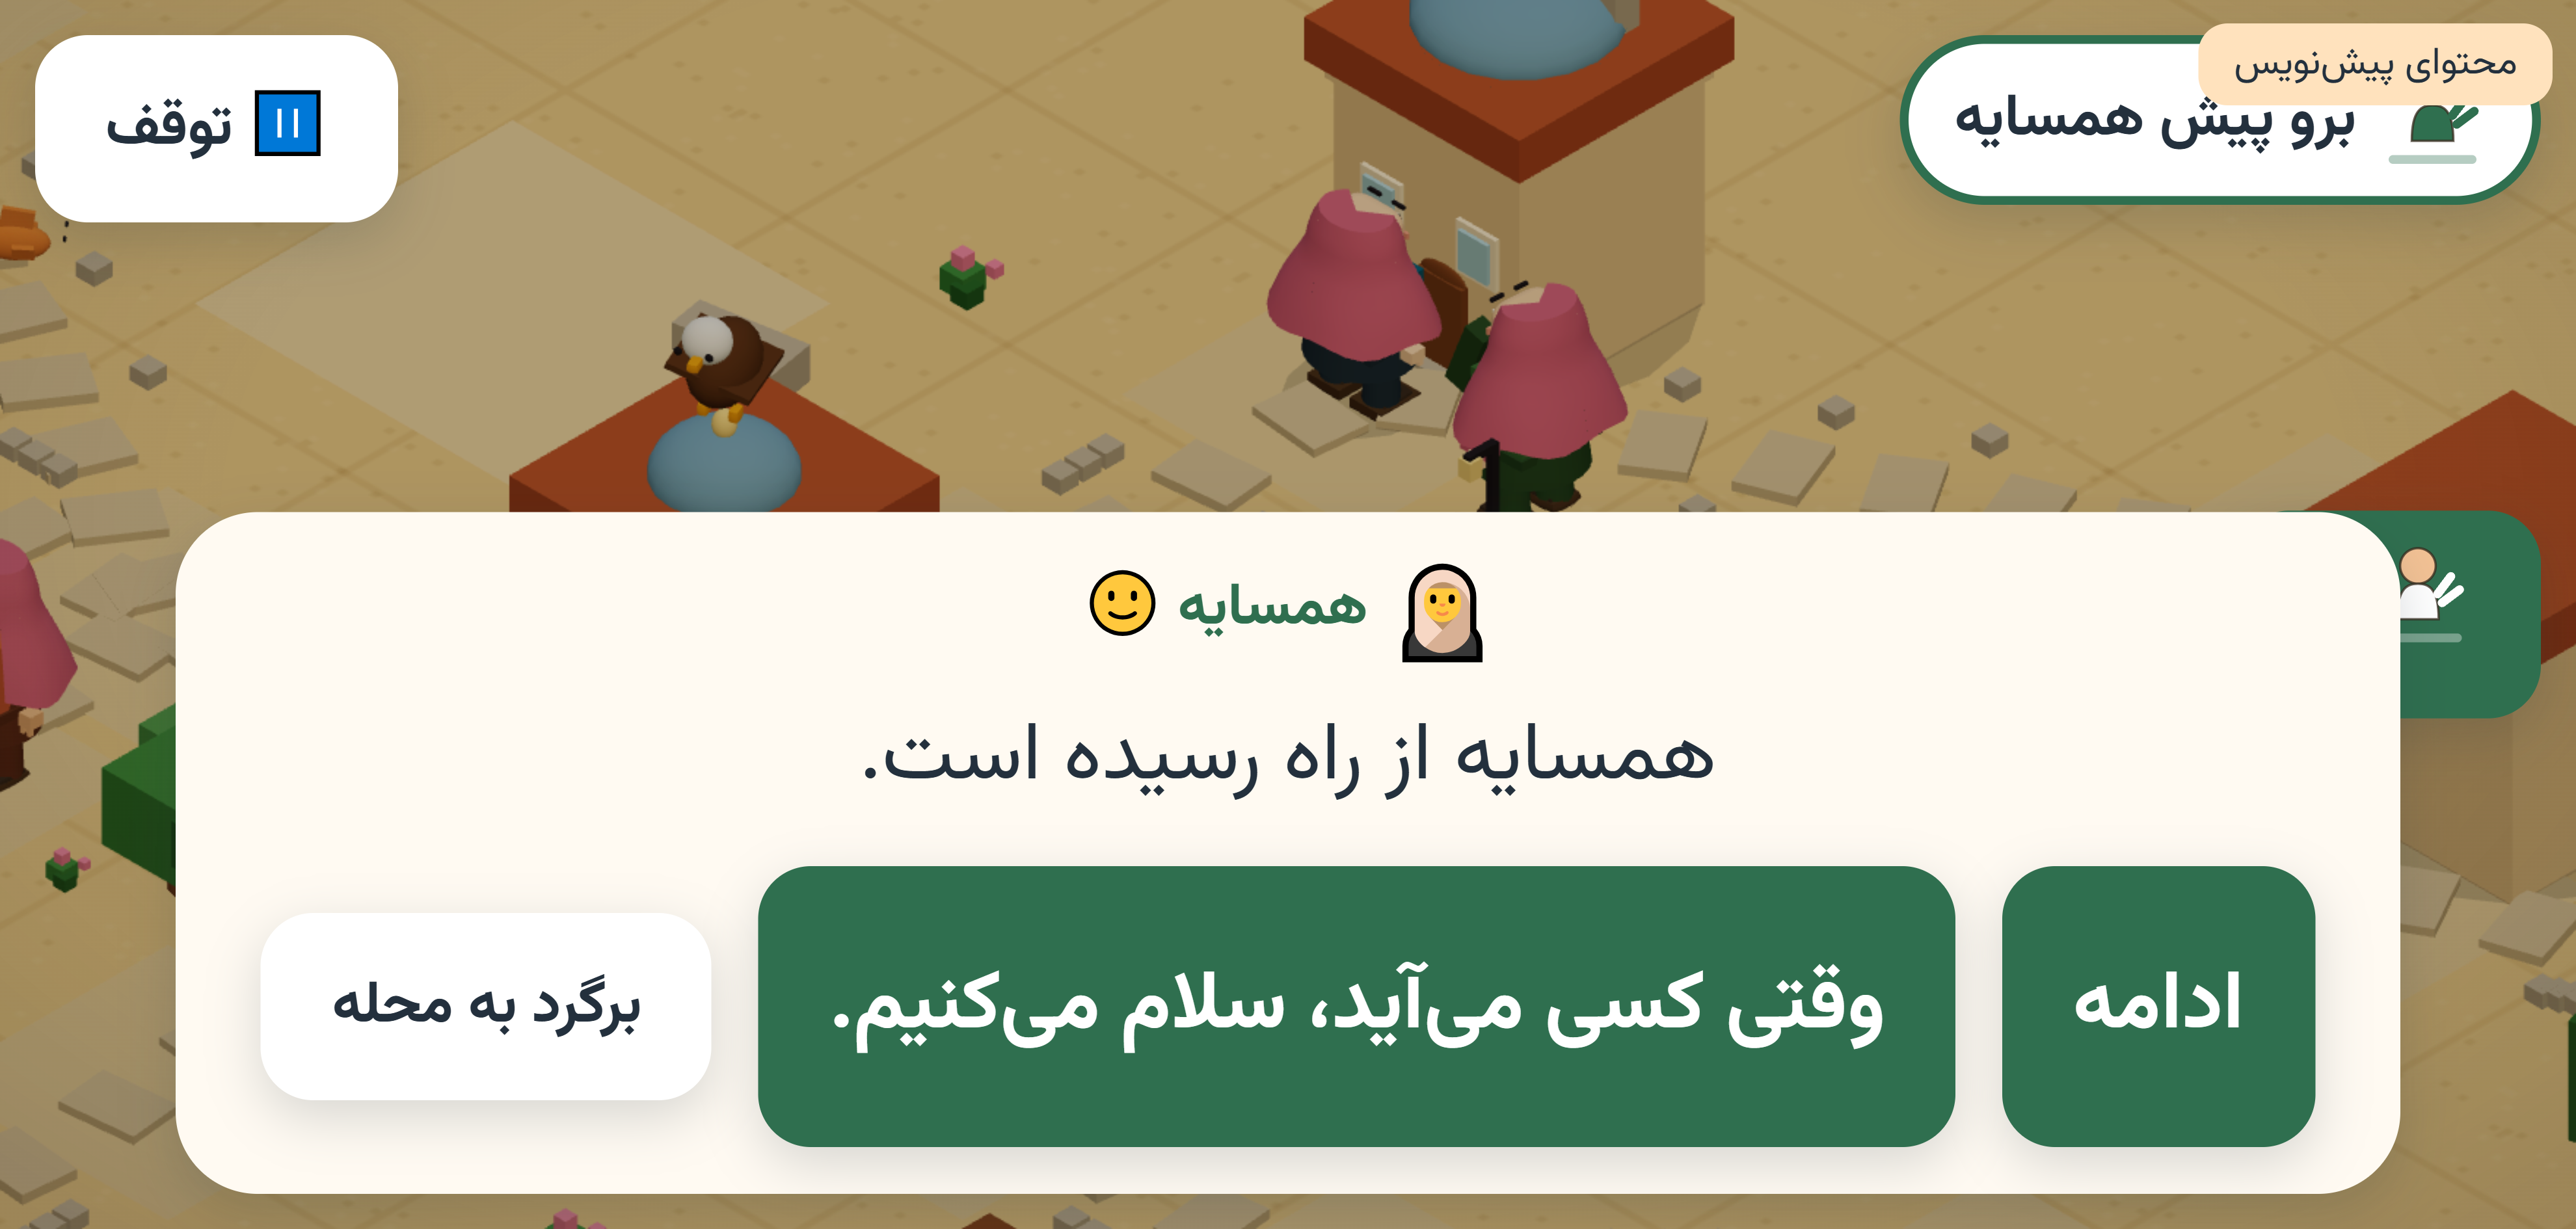 محتوای پیش‌نویس
برو پیش همسایه
توقف
همسایه
همسایه از راه رسیده است.
ادامه
وقتی کسی می‌آید، سلام می‌کنیم.
برگرد به محله